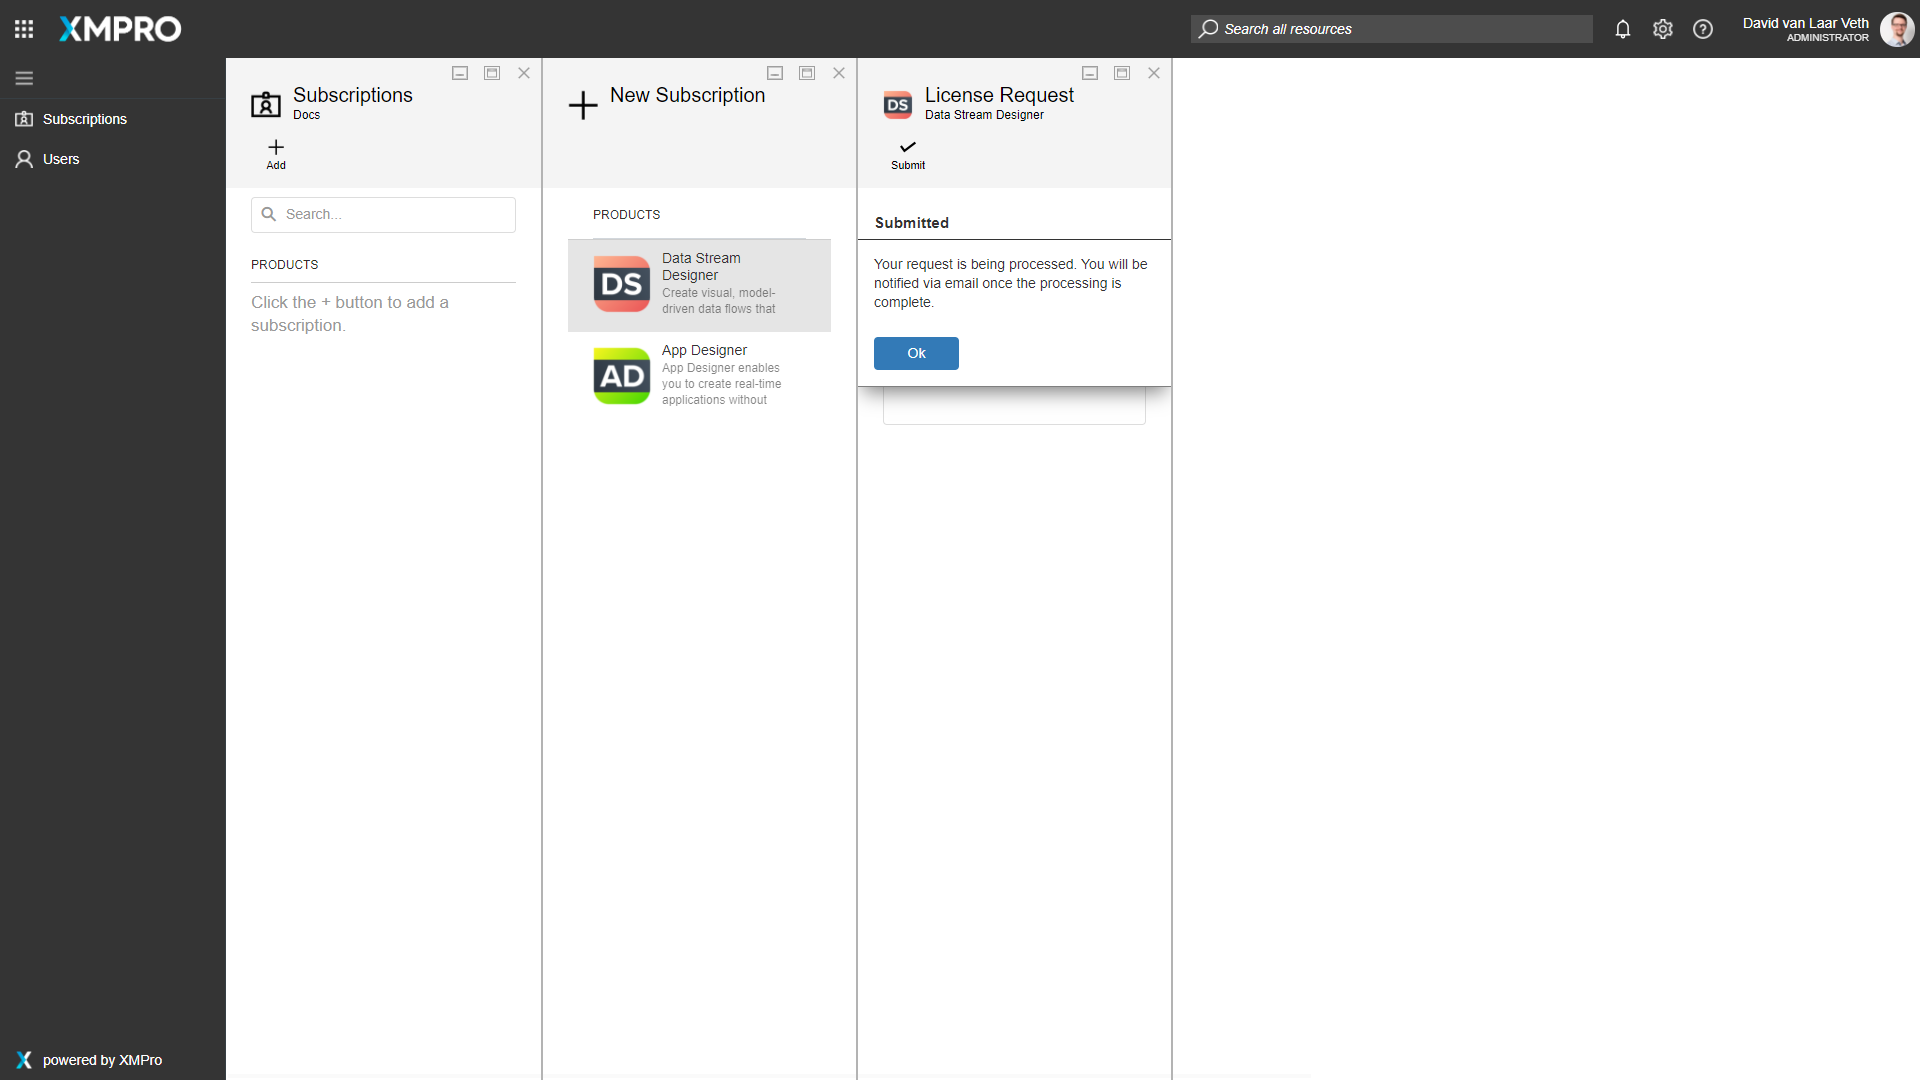 XMPRO
Search all resources
David van Laar Veth
ADMINISTRATOR
Subscriptions
Users
powered by XMPro
Subscriptions
Docs
Add
Search...
PRODUCTS
Click the + button to add a
subscription.
New Subscription
PRODUCTS
DS
Data Stream
Designer
Create visual, model-
driven data flows that
AD
App Designer
App Designer enables
you to create real-time
applications without
DS
License Request
Data Stream Designer
Submit
Submitted
Your request is being processed. You will be
notified via email once the processing is
complete.
Ok